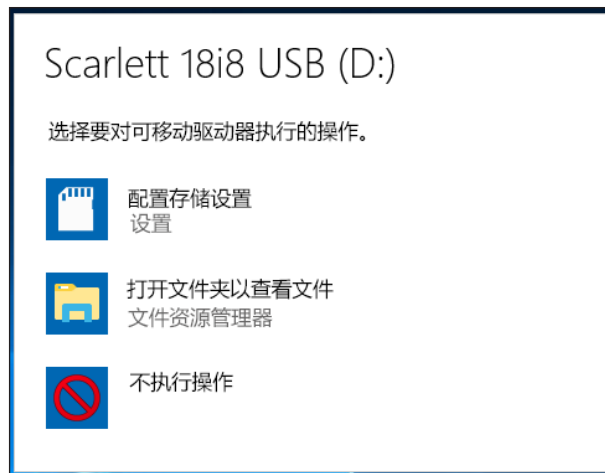 Scarlett 18i8 USB (D:)
选择要对可移动驱动器执行的操作。
配置存储设置
设置
打开文件夹以查看文件
文件资源管理器
不执行操作